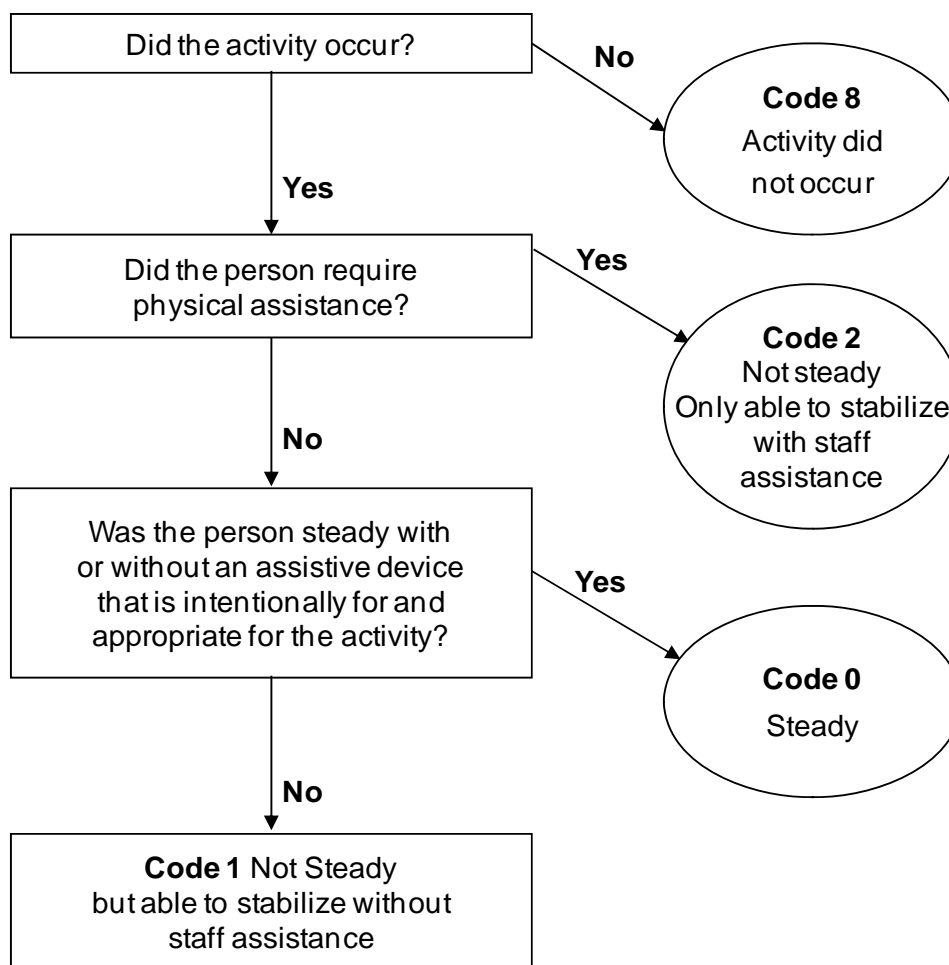 Did the activity occur?
No
Code 8
Activity did
not occur
Yes
Did the person require
physical assistance?
Yes
Code 2
Not steady
Only able to stabilize
with staff
assistance
No
Was the person steady with
or without an assistive device
that is intentionally for and
appropriate for the activity?
Yes
Code 0
Steady
No
Code 1 Not Steady
but able to stabilize without
staff assistance